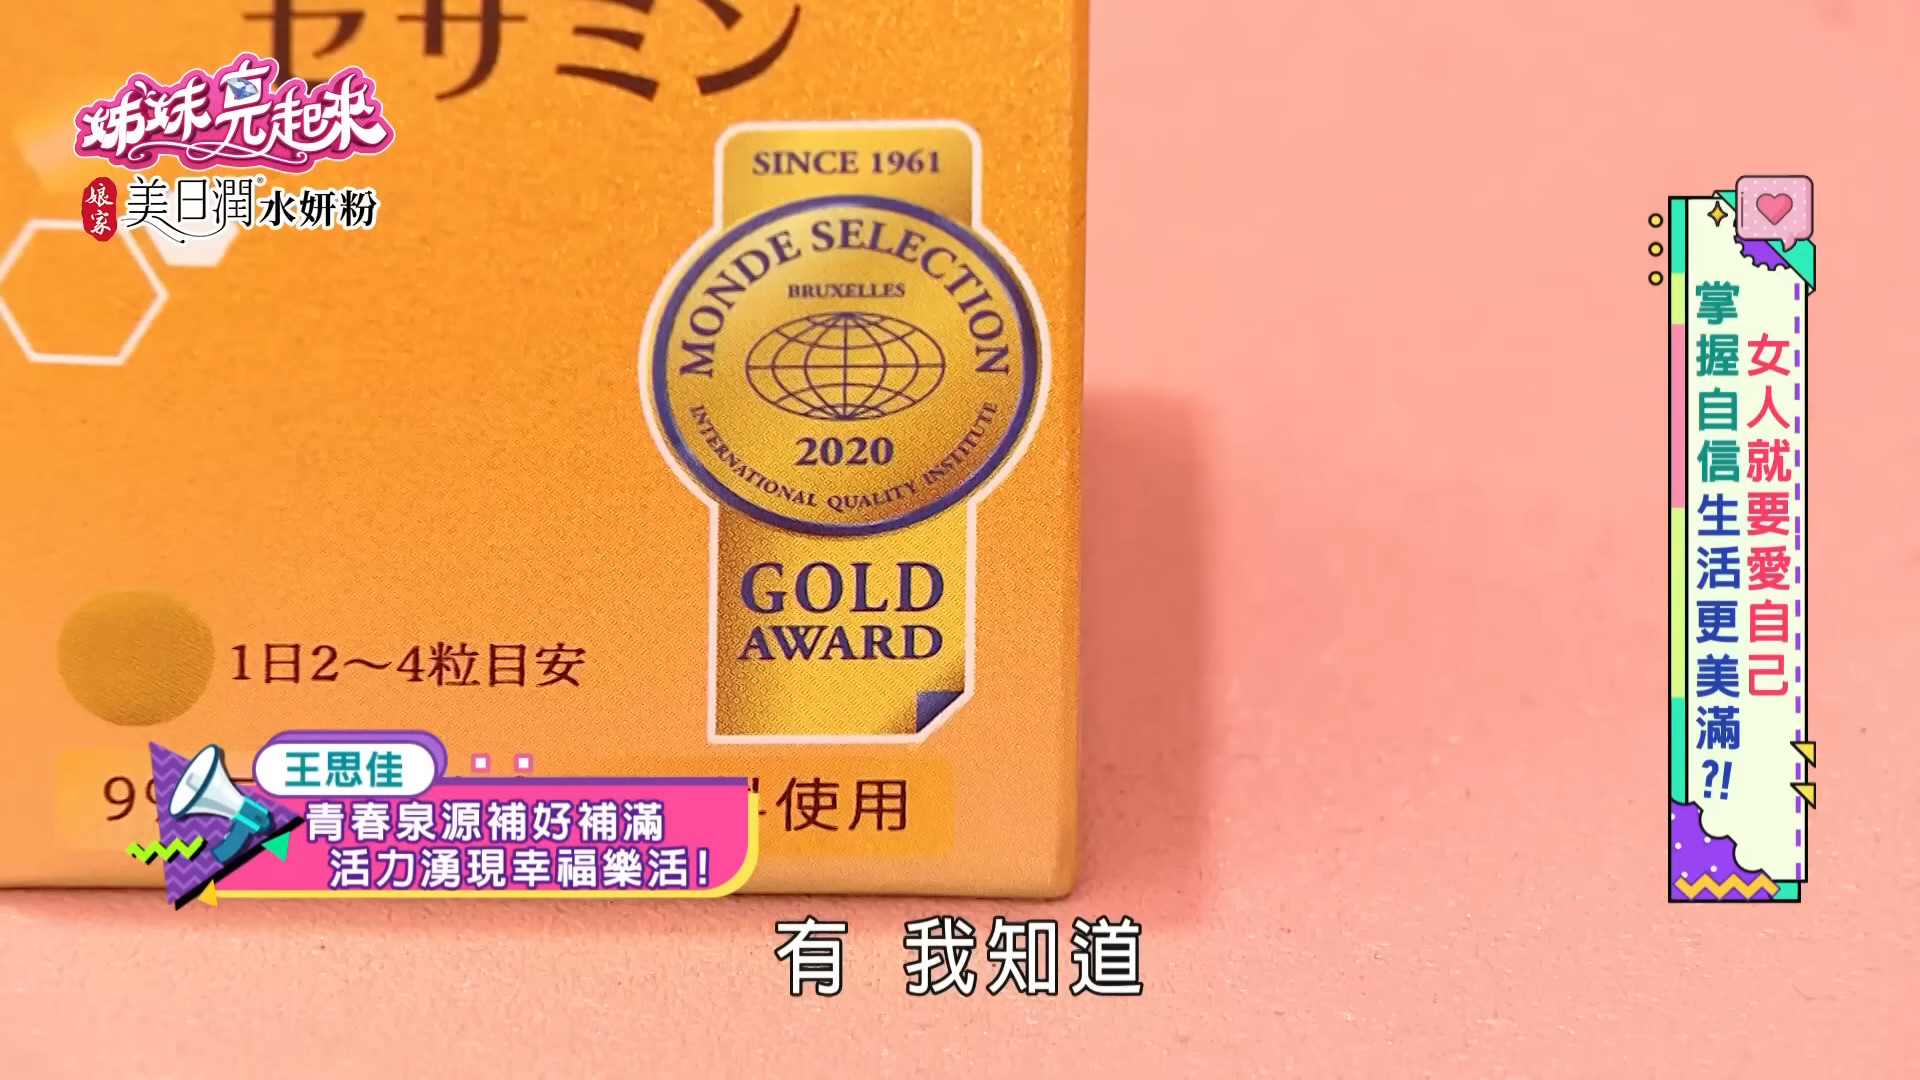 セサミン
姊妹亮起來
娘家
美日潤®水妍粉
SINCE 1961
MONDE SELECTION
BRUXELLES
2020
INTERNATIONAL QUALITY INSTITUTE
GOLD
AWARD
1日2～4粒目安
使用
王思佳
青春泉源補好補滿
活力湧現幸福樂活!
女人就要愛自己
掌握自信生活更美滿?!
有 我知道